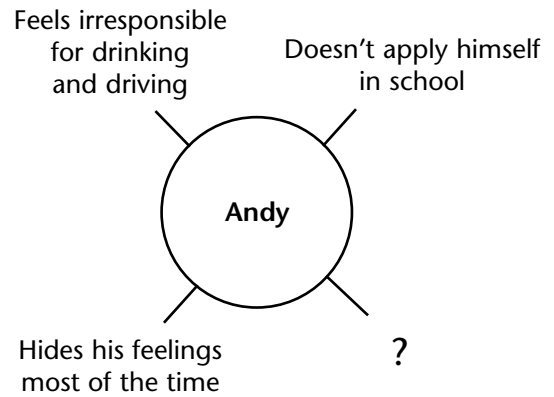 Feels irresponsible
for drinking
and driving
Doesn’t apply himself
in school
Andy
Hides his feelings
most of the time
?